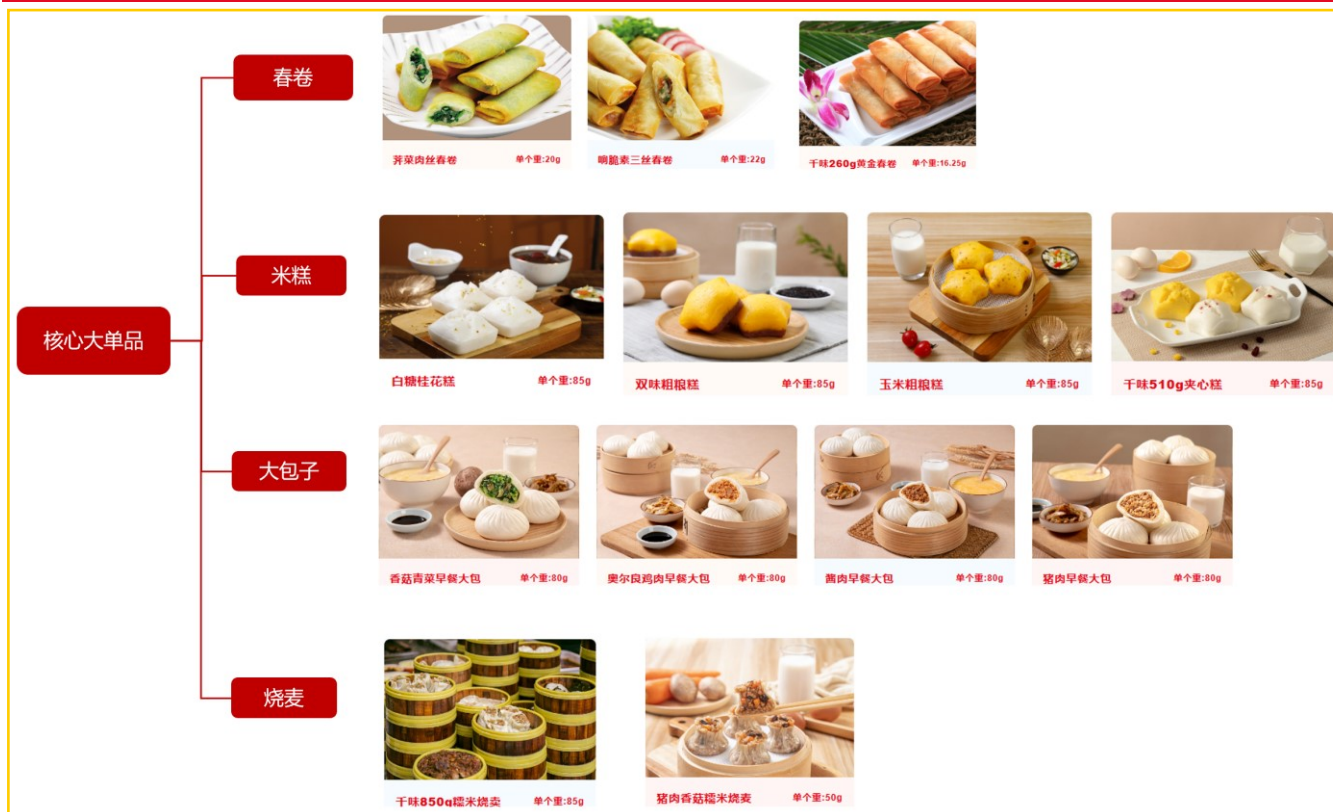 春卷
荠菜肉丝春卷 单个重:20g
响脆素三丝春卷 单个重:22g
千味260g黄金春卷 单个重:16.25g
米糕
白糖桂花糕 单个重:85g
双味粗粮糕 单个重:85g
玉米粗粮糕 单个重:85g
千味510g夹心糕 单个重:85g
核心大单品
大包子
香菇青菜早餐大包 单个重:80g
奥尔良鸡肉早餐大包 单个重:80g
酱肉早餐大包 单个重:80g
猪肉早餐大包 单个重:80g
烧麦
千味850g糯米烧卖 单个重:85g
猪肉香菇糯米烧麦 单个重:50g